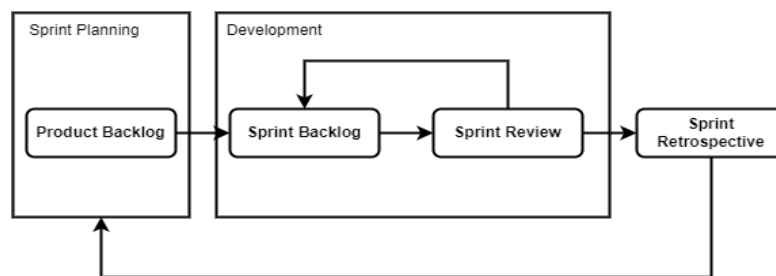 Sprint Planning
Development
Product Backlog
Sprint Backlog
Sprint Review
Sprint
Retrospective